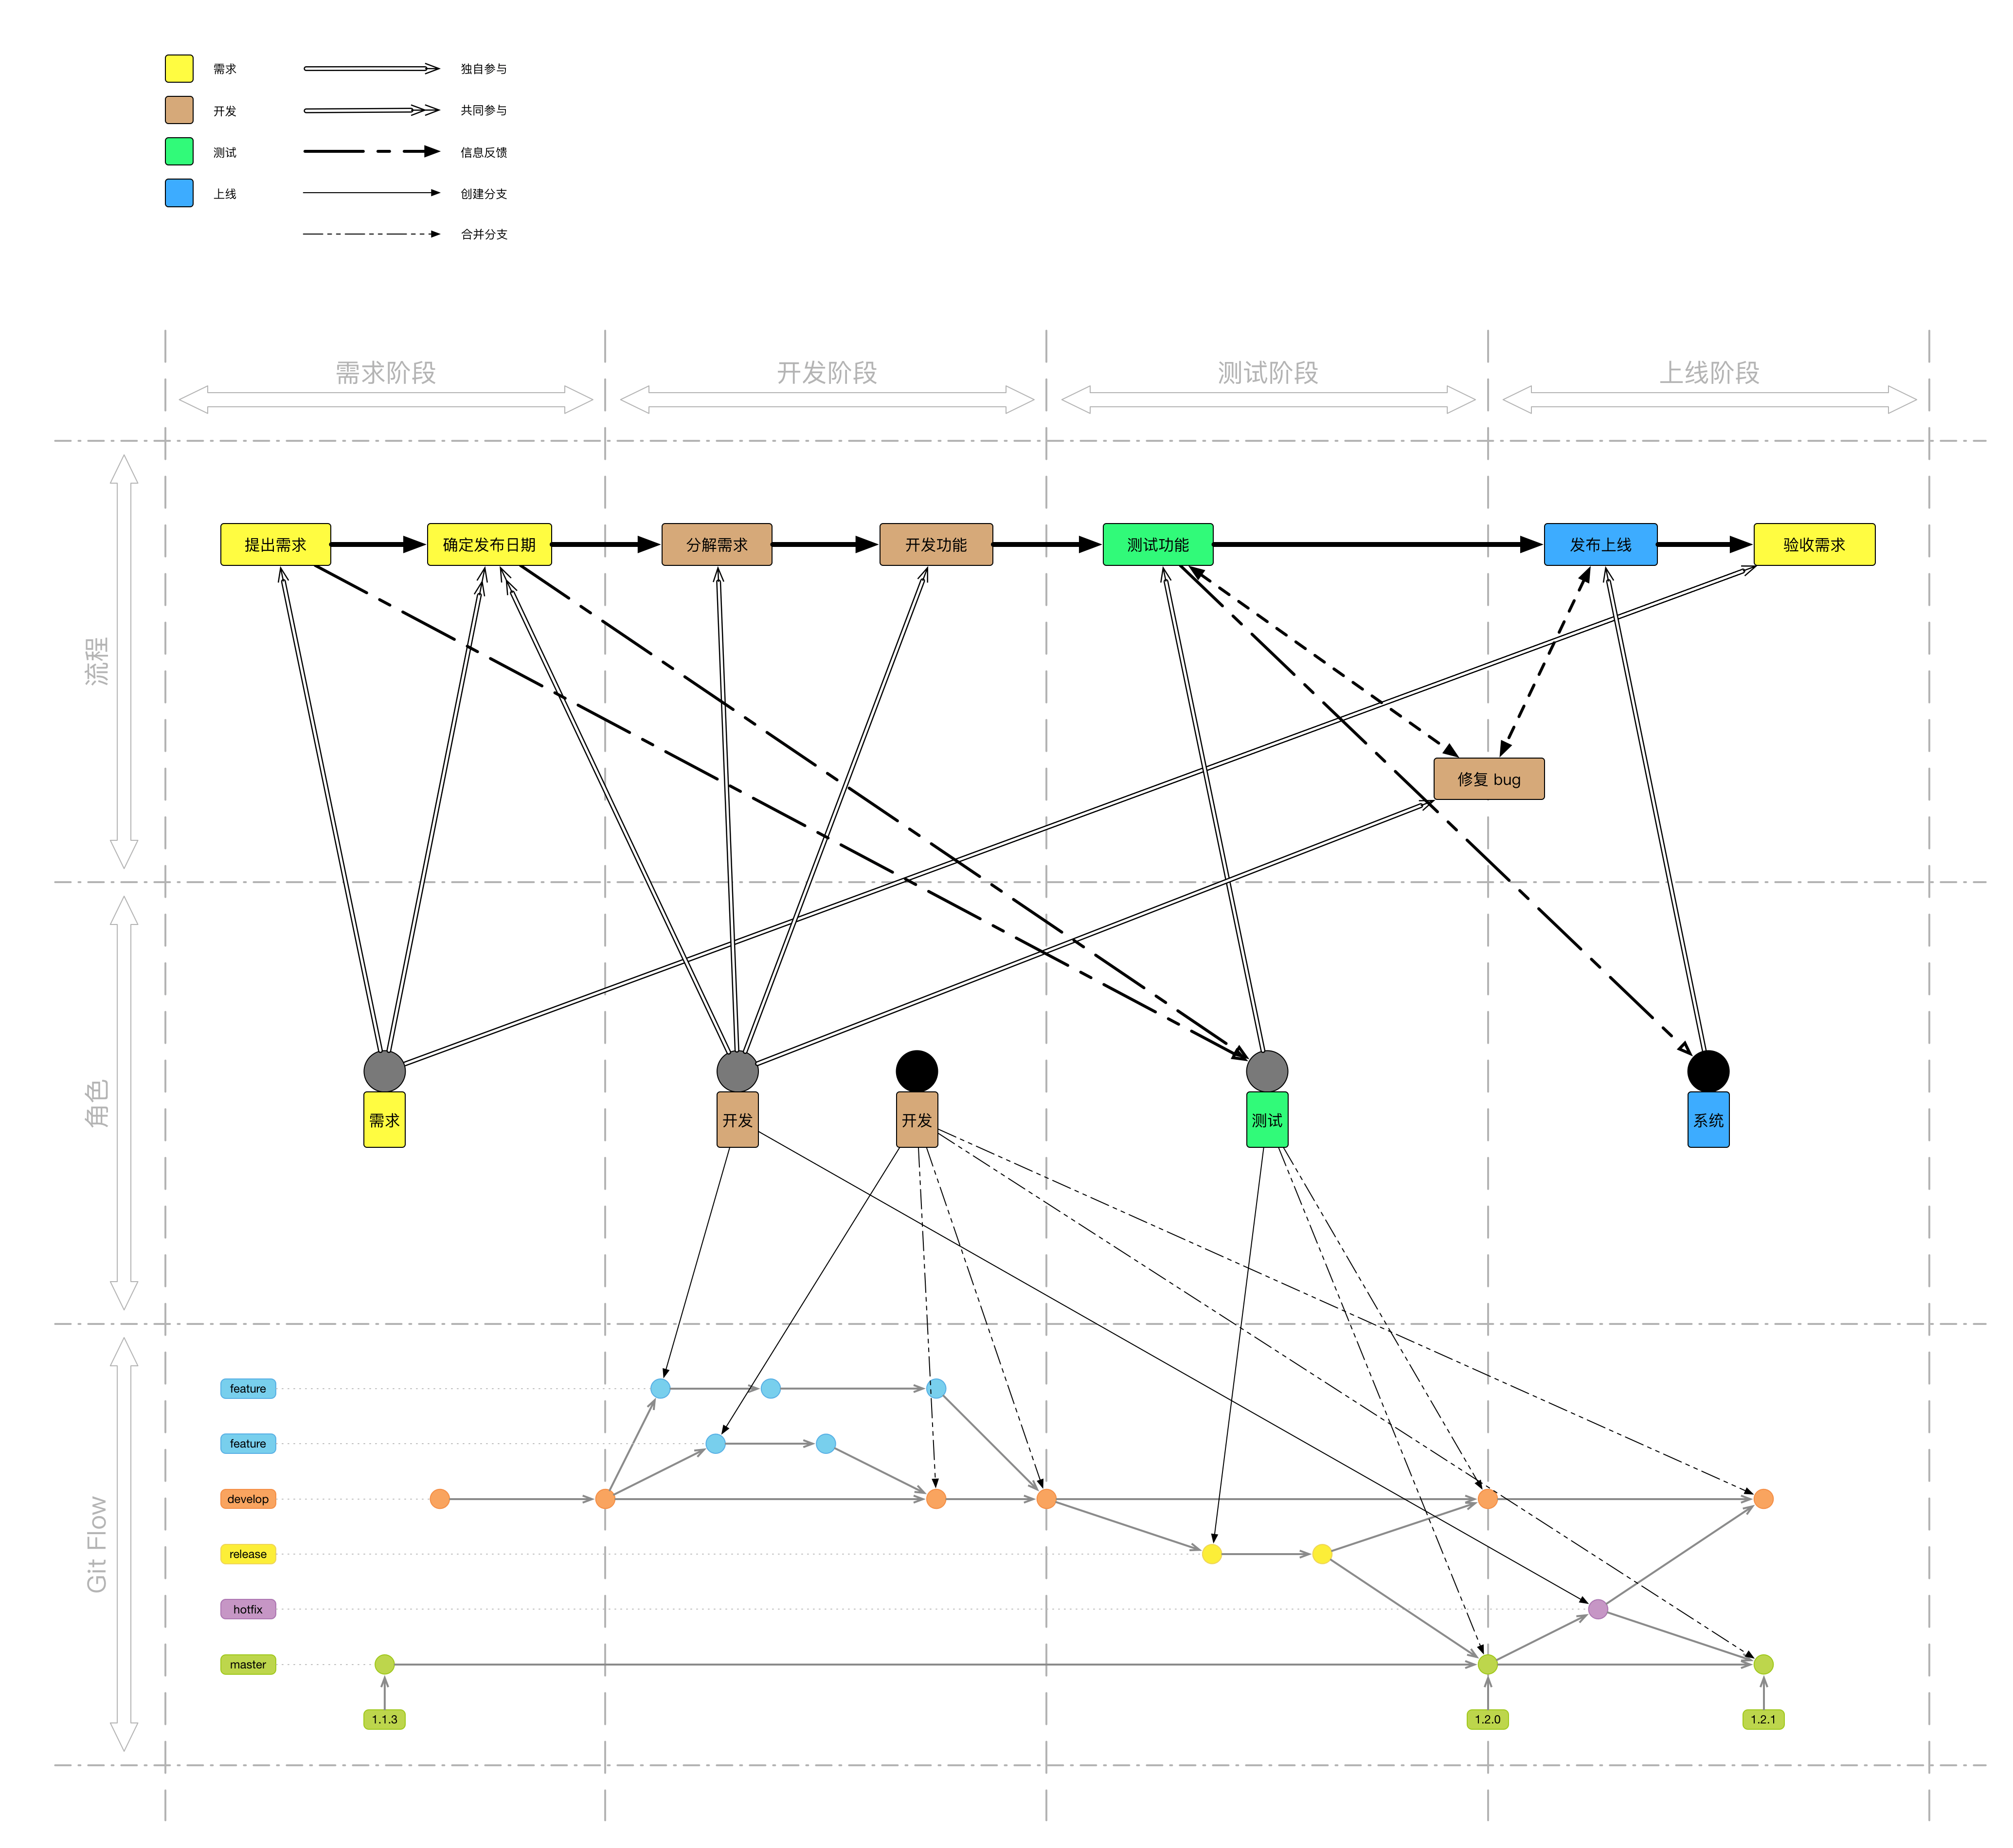 需求
独自参与
开发
共同参与
测试
信息反馈
上线
创建分支
合并分支
需求阶段
开发阶段
测试阶段
上线阶段
流程
提出需求
确定发布日期
分解需求
开发功能
测试功能
发布上线
验收需求
修复 bug
角色
需求
开发
开发
测试
系统
Git Flow
feature
feature
develop
release
hotfix
master
1.1.3
1.2.0
1.2.1